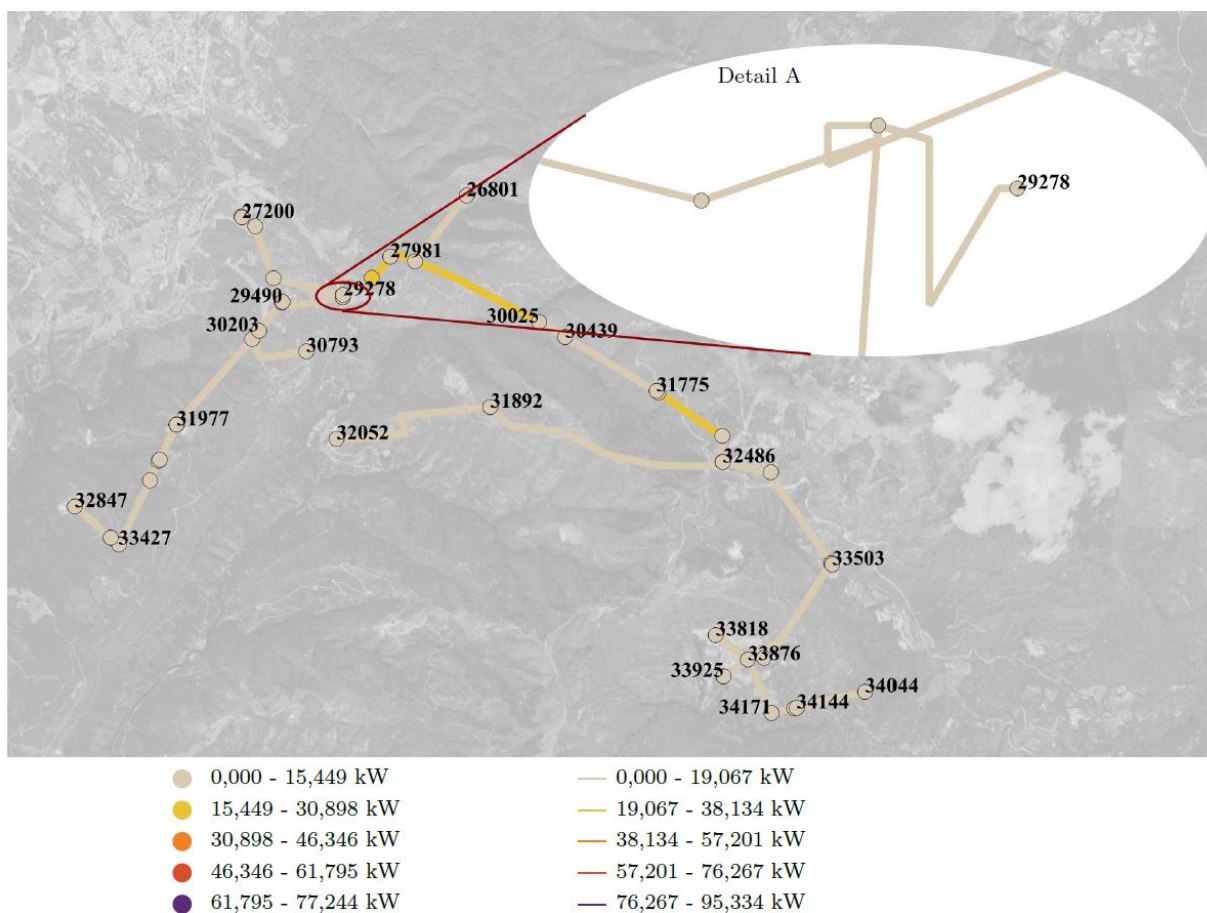 Detail A
29278
26801
27200
27981
29278
29490
30025
30203
30439
30793
31775
31892
31977
32052
32486
32847
33427
33503
33818
33876
33925
34044
34171
34144
0,000 - 15,449 kW
15,449 - 30,898 kW
30,898 - 46,346 kW
46,346 - 61,795 kW
61,795 - 77,244 kW
0,000 - 19,067 kW
19,067 - 38,134 kW
38,134 - 57,201 kW
57,201 - 76,267 kW
76,267 - 95,334 kW